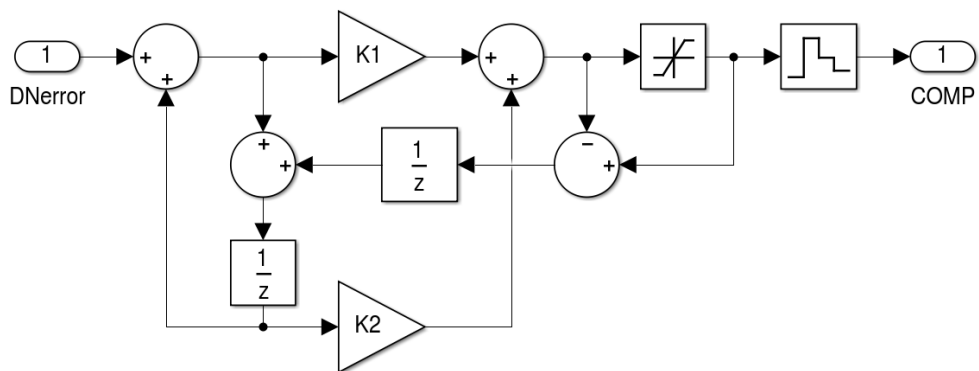 1
K1
1
DNerror
COMP
+
+
+
+
+
+
−
+
1
z
1
z
K2